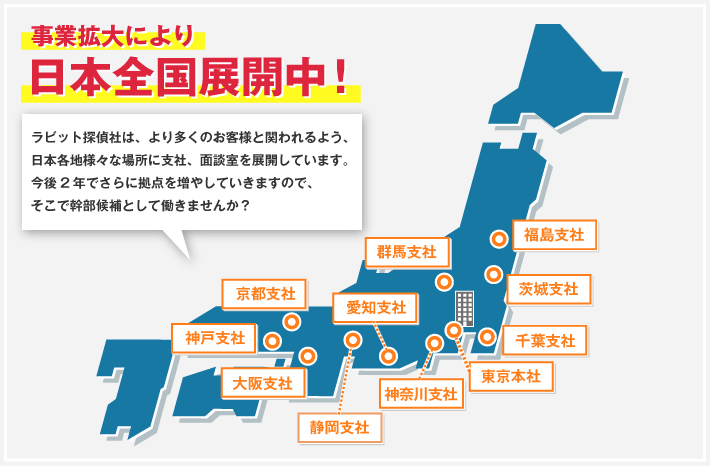 事業拡大により
日本全国展開中！
ラビット探偵社は、より多くのお客様と関われるよう、
日本各地様々な場所に支社、面談室を展開しています。
今後２年でさらに拠点を増やしていきますので、
そこで幹部候補として働きませんか？
福島支社
群馬支社
茨城支社
京都支社
愛知支社
神戸支社
千葉支社
大阪支社
東京本社
神奈川支社
静岡支社